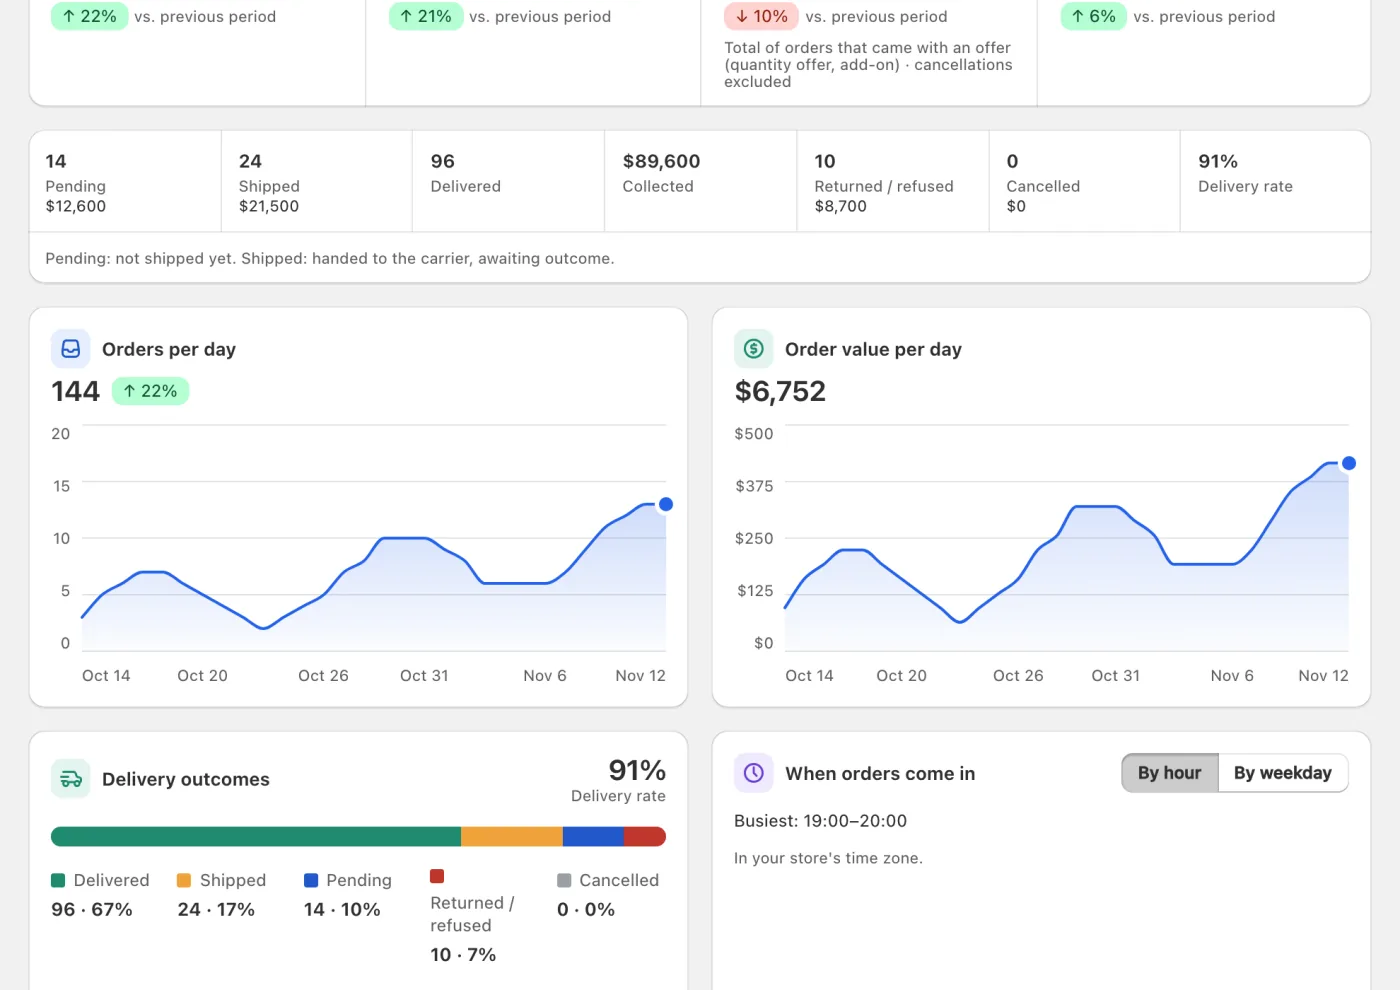 ↑ 22% vs. previous period
↑ 21% vs. previous period
↓ 10% vs. previous period
Total of orders that came with an offer
(quantity offer, add-on) · cancellations
excluded
↑ 6% vs. previous period
14
Pending
$12,600
24
Shipped
$21,500
96
Delivered
$89,600
Collected
10
Returned / refused
$8,700
0
Cancelled
$0
91%
Delivery rate
Pending: not shipped yet. Shipped: handed to the carrier, awaiting outcome.
Orders per day
144 ↑ 22%
20
15
10
5
0
Oct 14 Oct 20 Oct 26 Oct 31 Nov 6 Nov 12
Order value per day
$6,752
$500
$375
$250
$125
$0
Oct 14 Oct 20 Oct 26 Oct 31 Nov 6 Nov 12
Delivery outcomes
91%
Delivery rate
Delivered
96 · 67%
Shipped
24 · 17%
Pending
14 · 10%
Returned /
refused
10 · 7%
Cancelled
0 · 0%
When orders come in
By hour By weekday
Busiest: 19:00–20:00
In your store's time zone.